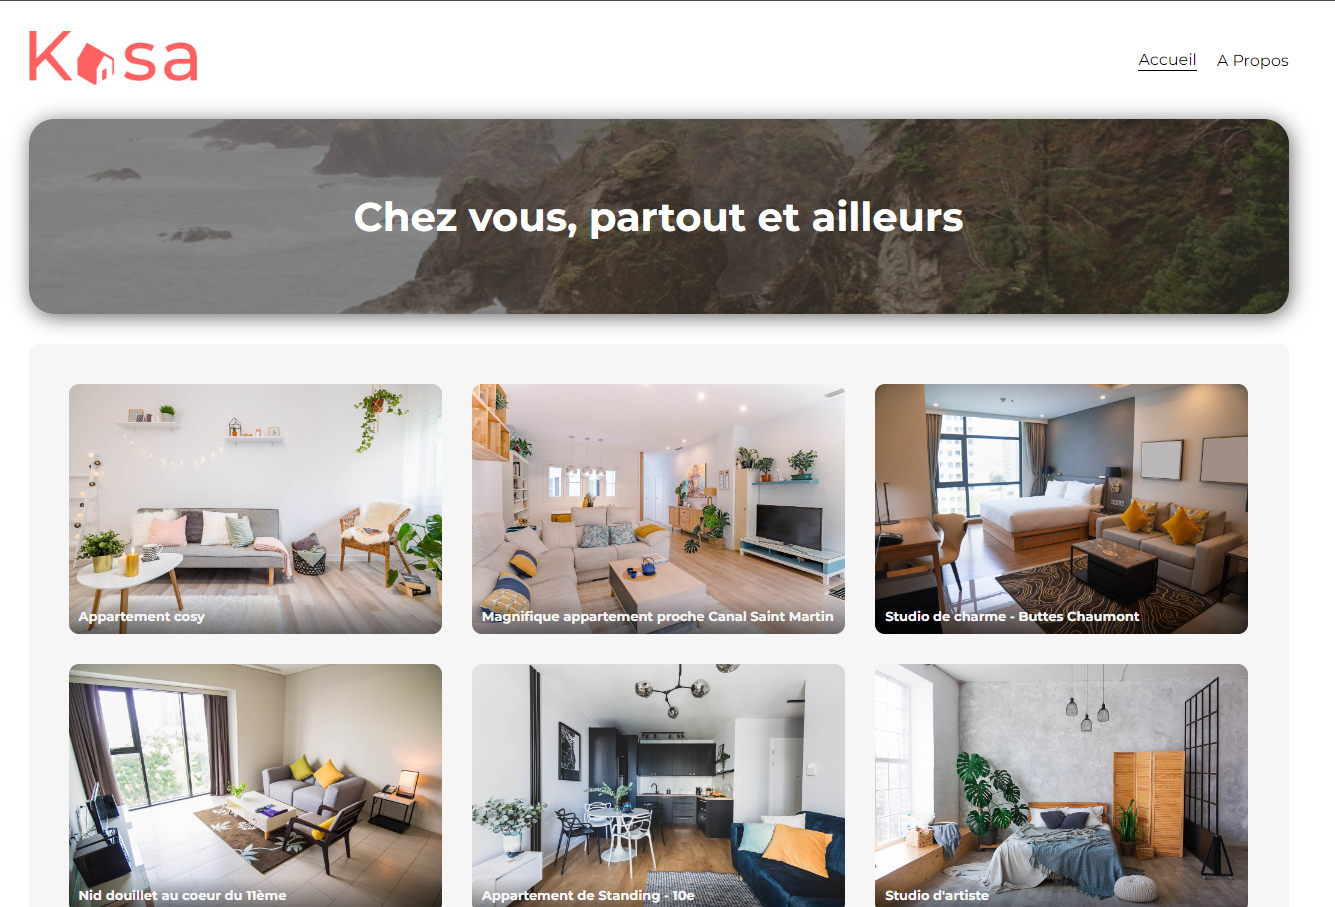 Kasa
Accueil A Propos
Chez vous, partout et ailleurs
Appartement cosy
Magnifique appartement proche Canal Saint Martin
Studio de charme - Buttes Chaumont
Nid douillet au coeur du 11ème
Appartement de Standing - 10e
Studio d'artiste